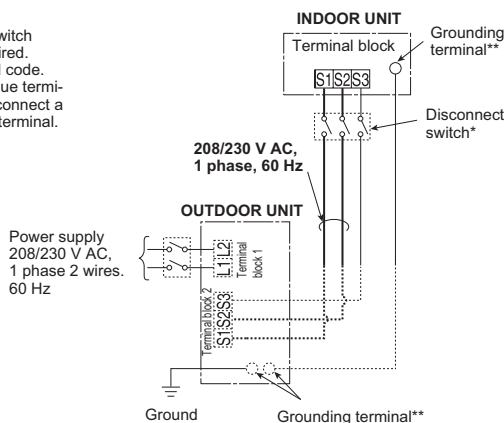 witch
ired.
l code.
ue termi-
onnect a
terminal.
INDOOR UNIT
Terminal block
S1 S2 S3
Grounding
terminal**
Disconnect
switch*
208/230 V AC,
1 phase, 60 Hz
OUTDOOR UNIT
Power supply
208/230 V AC,
1 phase 2 wires.
60 Hz
L1 L2
Terminal
block 1
Terminal block 2
S1 S2 S3
Ground
Grounding terminal**